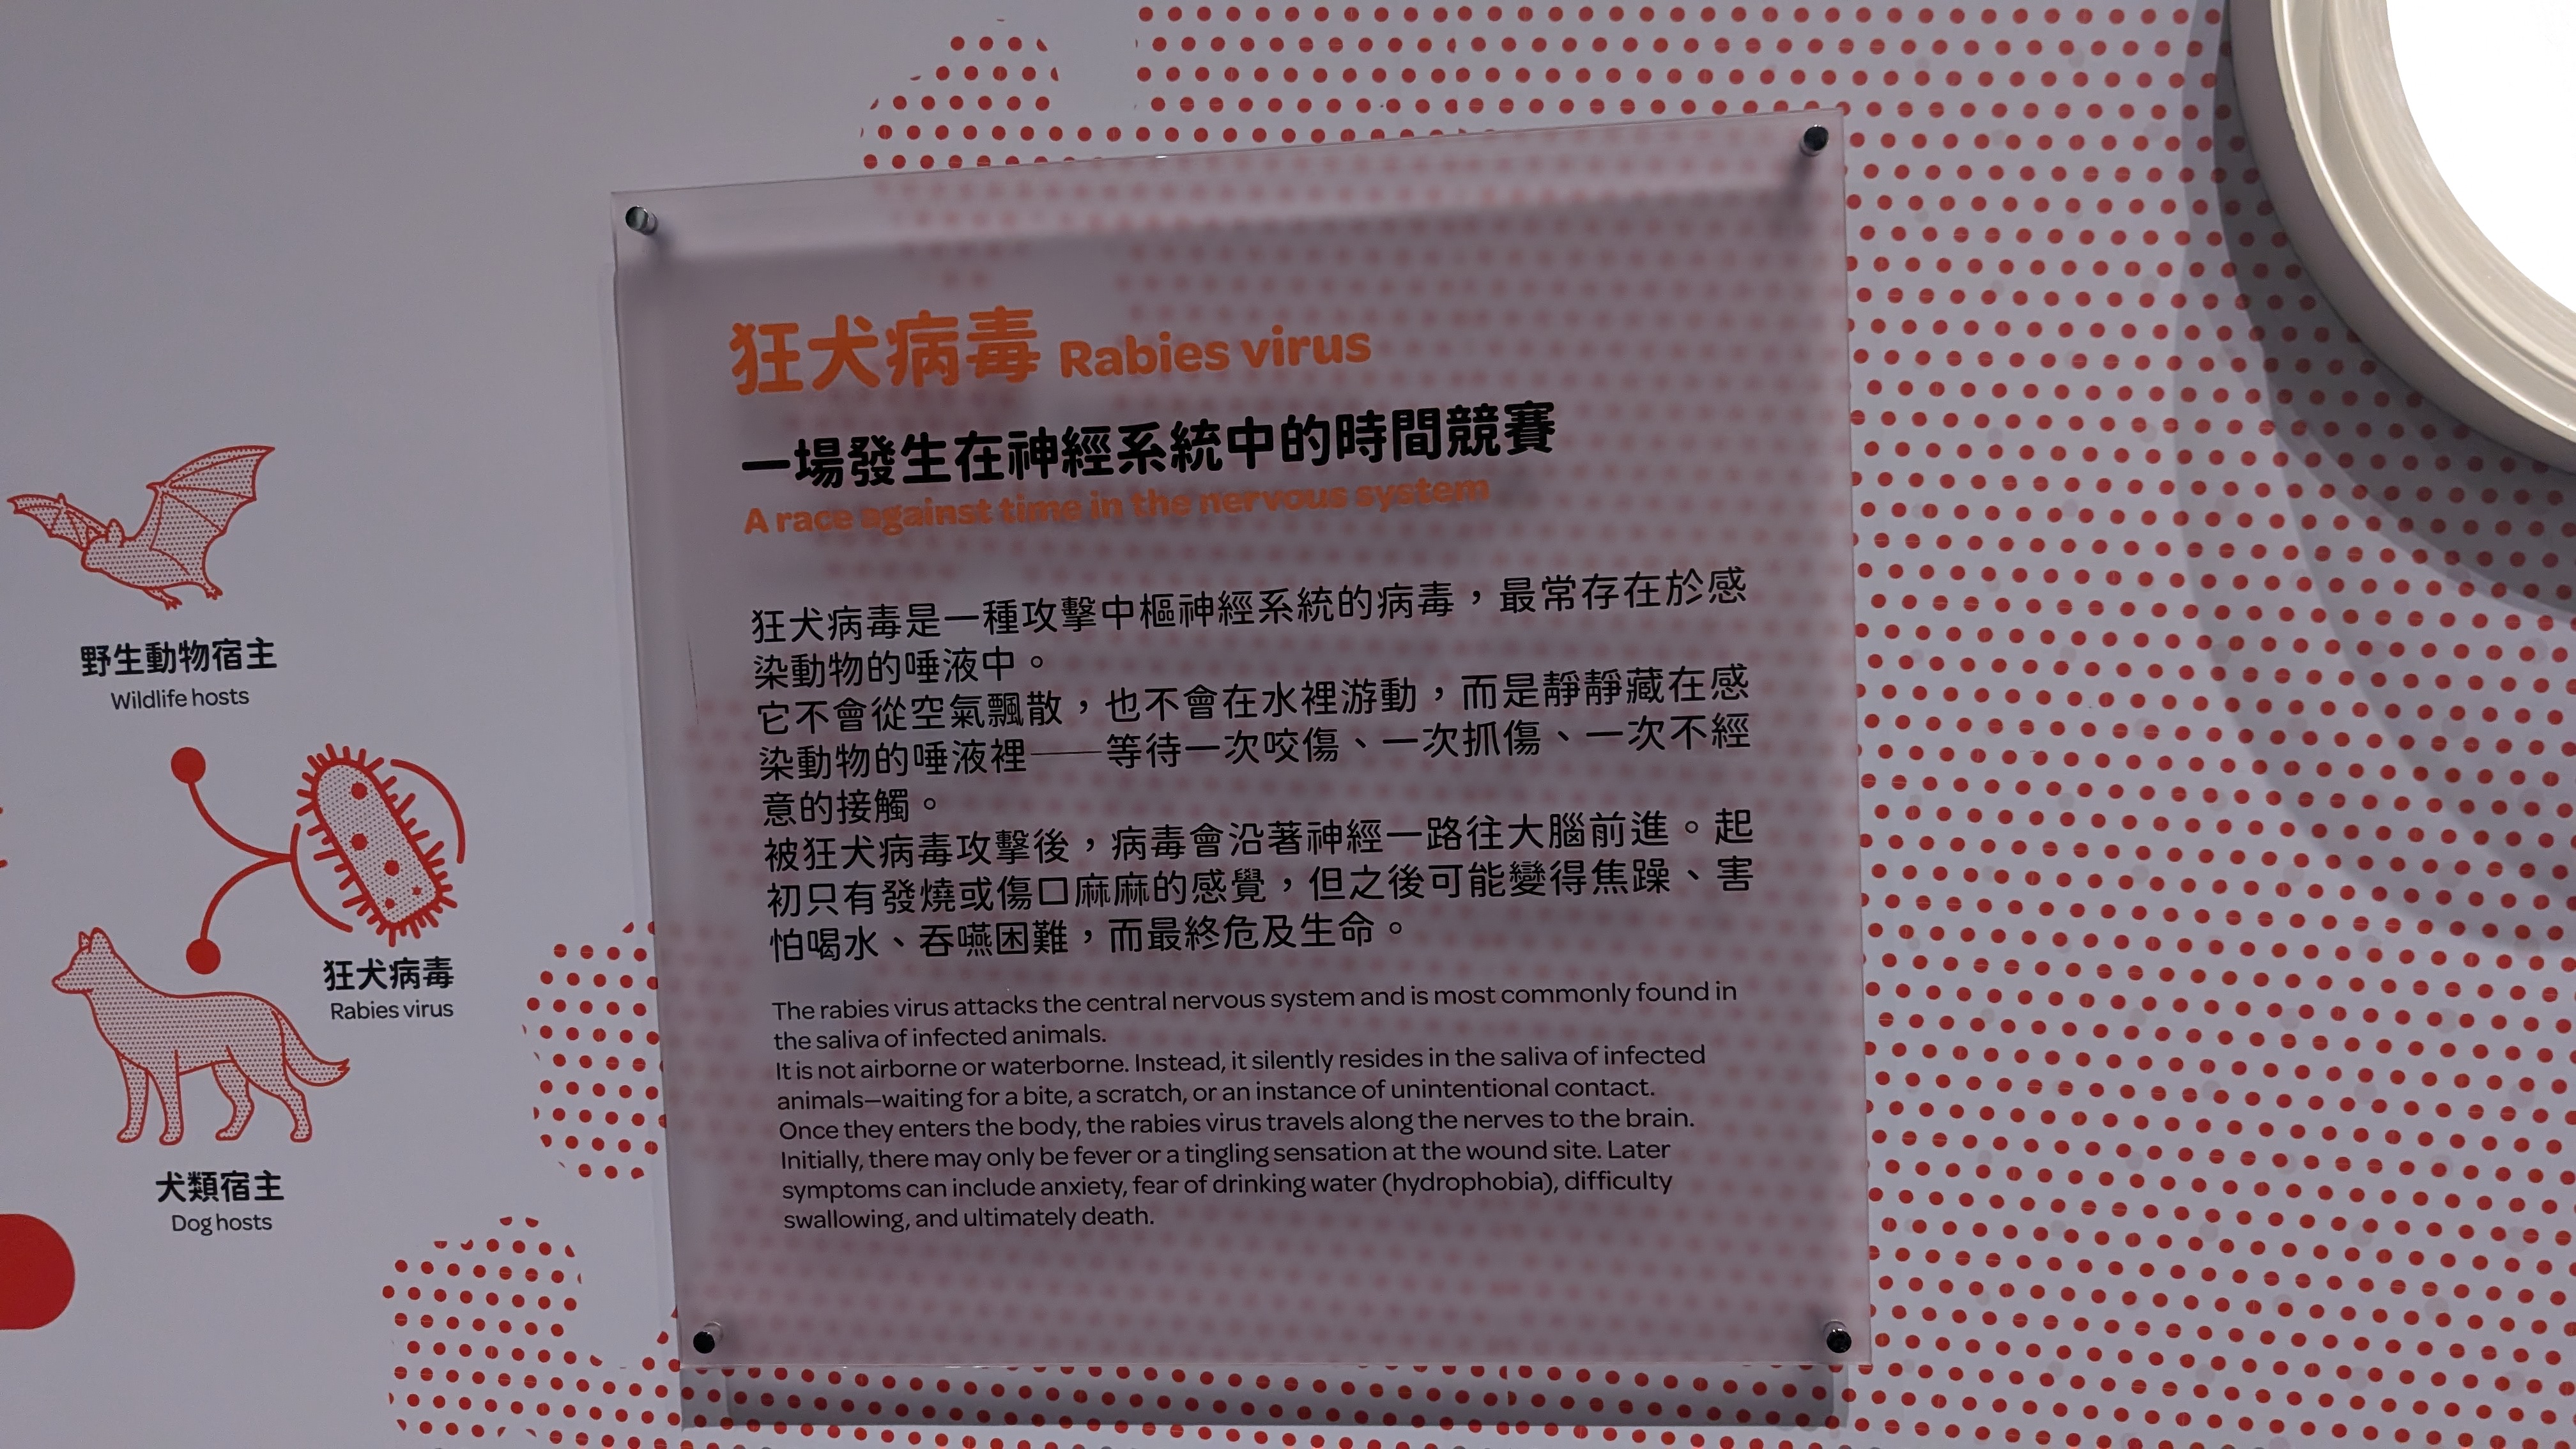 狂犬病毒 Rabies virus
一場發生在神經系統中的時間競賽
A race against time in the nervous system
狂犬病毒是一種攻擊中樞神經系統的病毒，最常存在於感
染動物的唾液中。
它不會從空氣飄散，也不會在水裡游動，而是靜靜藏在感
染動物的唾液裡——等待一次咬傷、一次抓傷、一次不經
意的接觸。
被狂犬病毒攻擊後，病毒會沿著神經一路往大腦前進。起
初只有發燒或傷口麻麻的感覺，但之後可能變得焦躁、害
怕喝水、吞嚥困難，而最終危及生命。
The rabies virus attacks the central nervous system and is most commonly found in
the saliva of infected animals.
It is not airborne or waterborne. Instead, it silently resides in the saliva of infected
animals—waiting for a bite, a scratch, or an instance of unintentional contact.
Once they enters the body, the rabies virus travels along the nerves to the brain.
Initially, there may only be fever or a tingling sensation at the wound site. Later
symptoms can include anxiety, fear of drinking water (hydrophobia), difficulty
swallowing, and ultimately death.
野生動物宿主
Wildlife hosts
狂犬病毒
Rabies virus
犬類宿主
Dog hosts